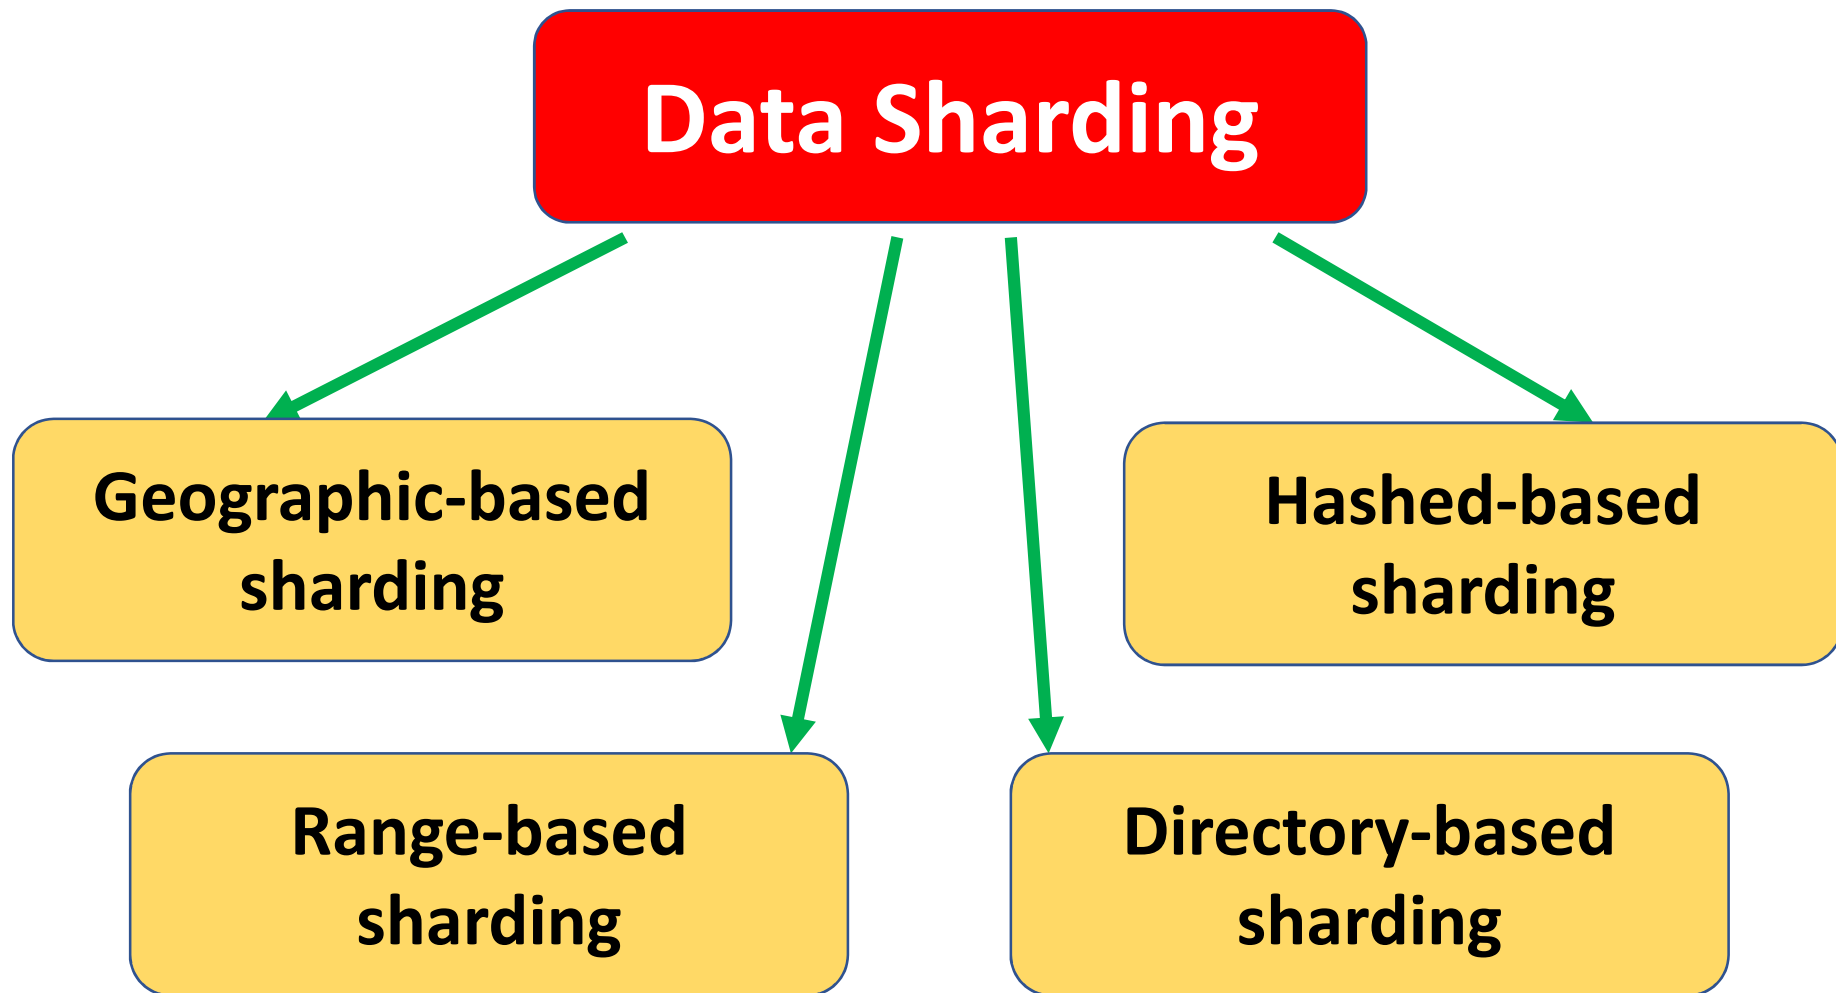 Data Sharding
Geographic-based
sharding
Hashed-based
sharding
Range-based
sharding
Directory-based
sharding